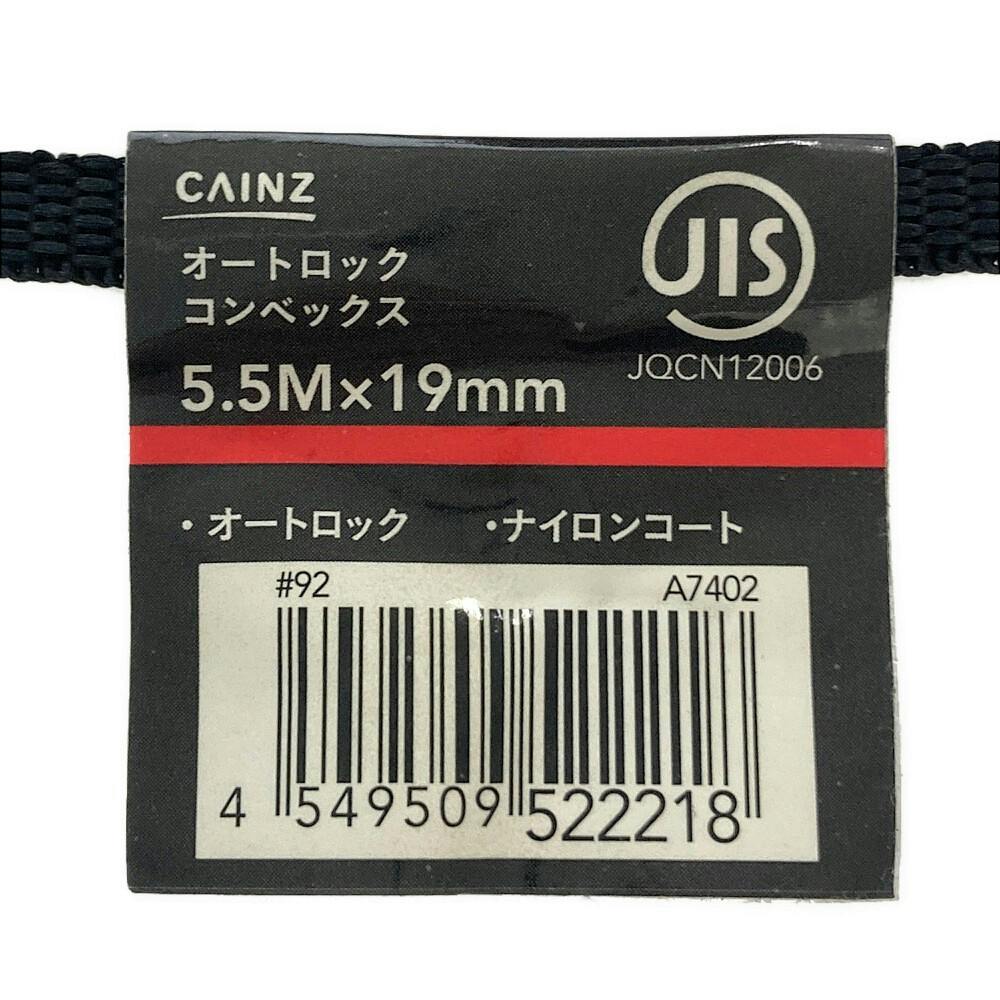 CAINZ
オートロック
コンベックス
5.5M×19mm
JIS
JQCN12006
・オートロック ・ナイロンコート
#92 A7402
4 549509 522218